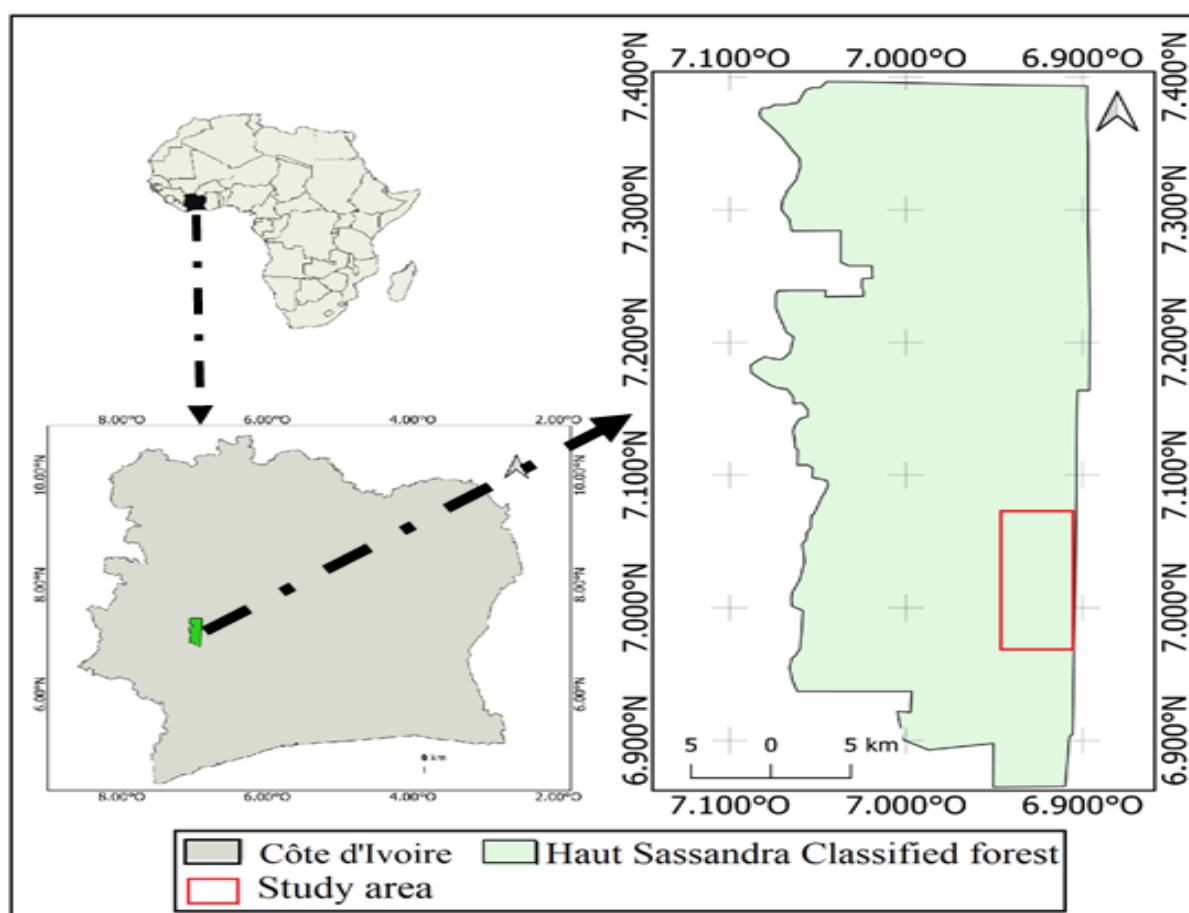 7.100°O 7.000°O 6.900°O
7.400°N 7.400°N
7.300°N 7.300°N
7.200°N 7.200°N
7.100°N 7.100°N
7.000°N 7.000°N
6.900°N 6.900°N
5 0 5 km
7.100°O 7.000°O 6.900°O
8.00°O 6.00°O 4.00°O 2.00°O
10.00°N 10.00°N
8.00°N 8.00°N
6.00°N 6.00°N
km
8.00°O 6.00°O 4.00°O 2.00°O
Côte d'Ivoire Haut Sassandra Classified forest
Study area